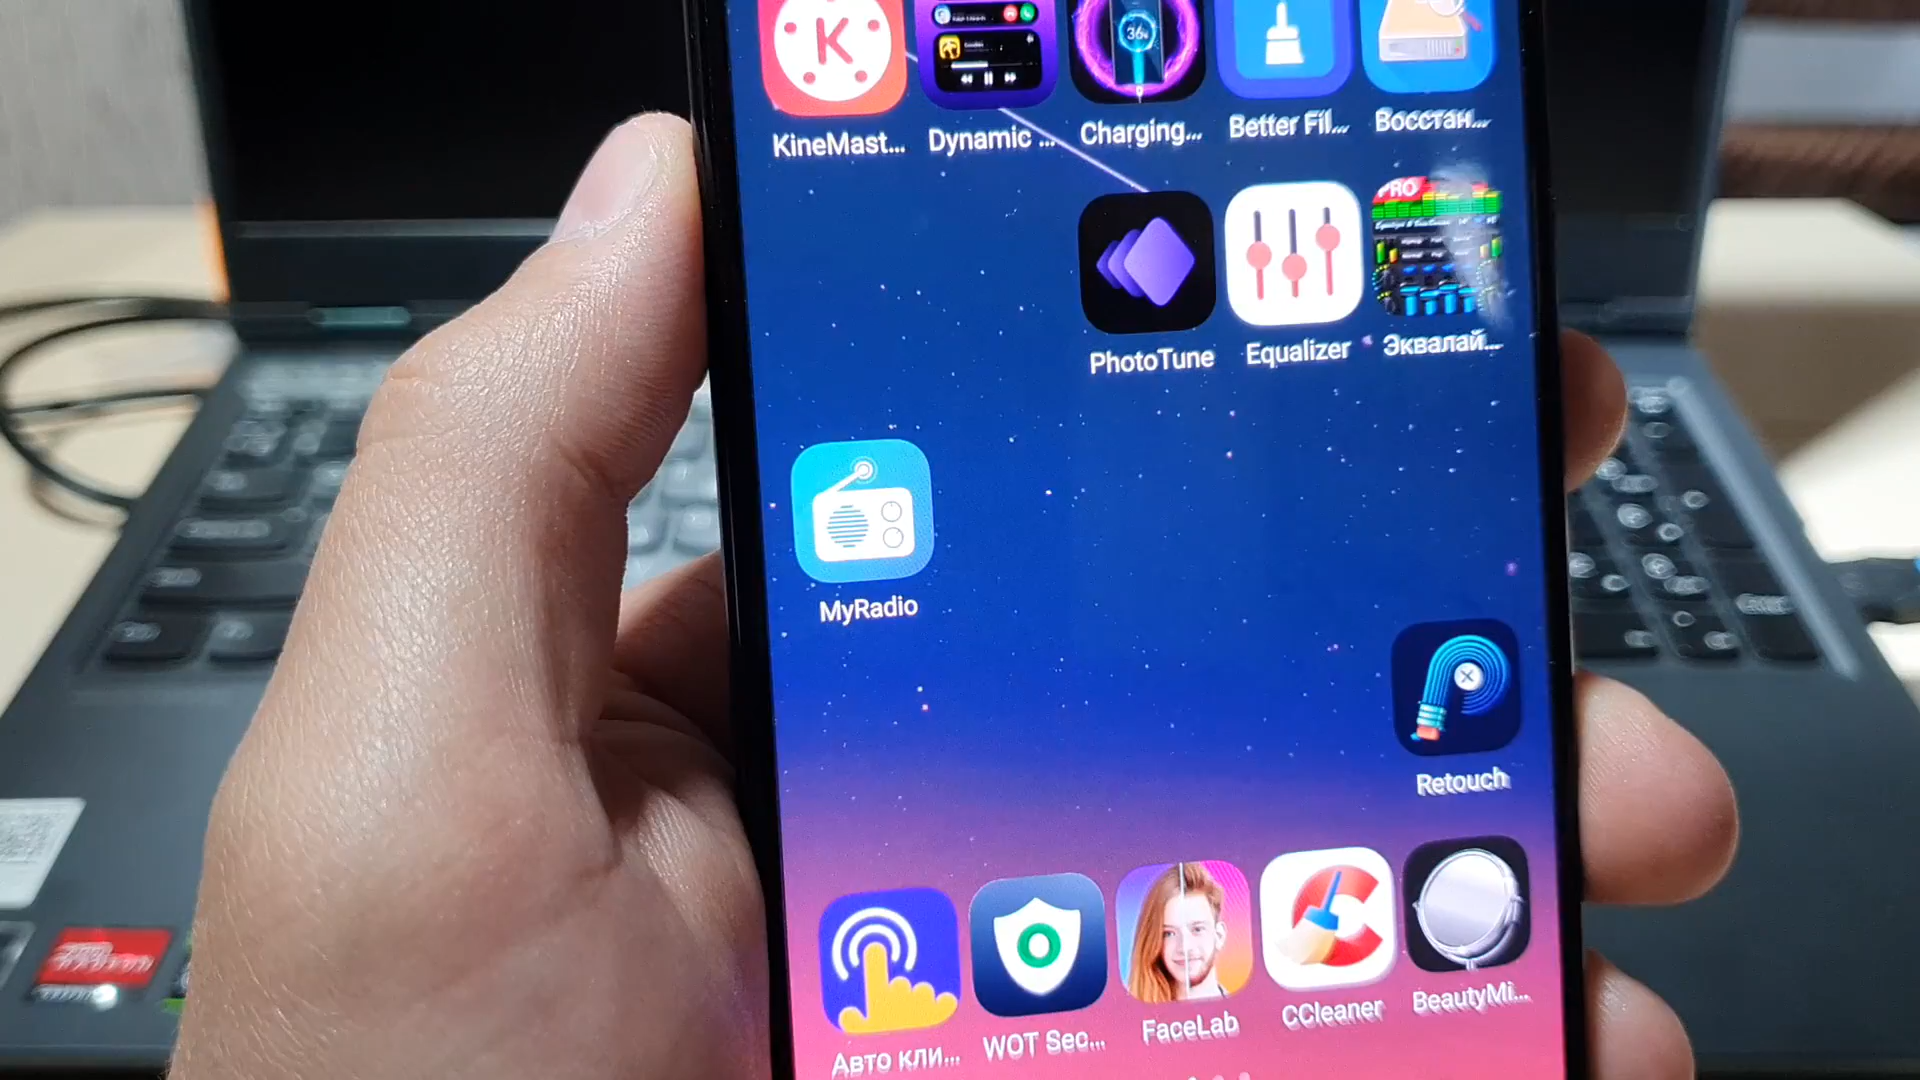 K
36%
KineMast...
Dynamic ...
Charging...
Better Fil...
Восстан...
PRO
PhotoTune
Equalizer
Эквалай...
MyRadio
Retouch
Авто кли...
WOT Sec...
FaceLab
CCleaner
BeautyMi...